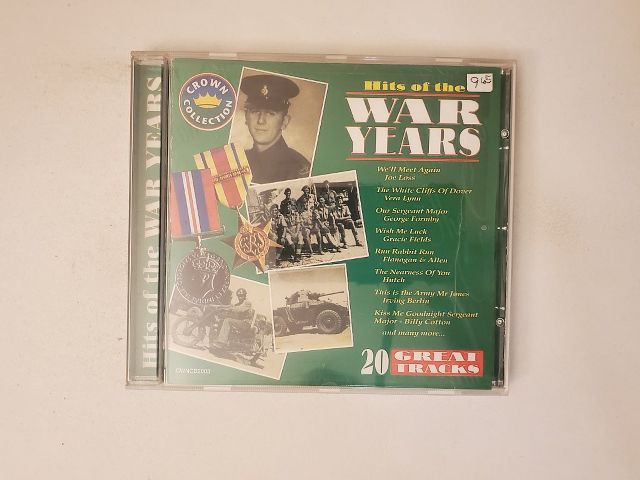 Hits of the WAR YEARS
CROWN
COLLECTION
Hits of the
WAR
YEARS
We'll Meet Again
Joe Loss
The White Cliffs Of Dover
Vera Lynn
Our Sergeant Major
George Formby
Wish Me Luck
Gracie Fields
Run Rabbit Run
Flanagan & Allen
The Nearness Of You
Hutch
This is the Army Mr Jones
Irving Berlin
Kiss Me Goodnight Sergeant
Major - Billy Cotton
and many more...
20 GREAT
TRACKS